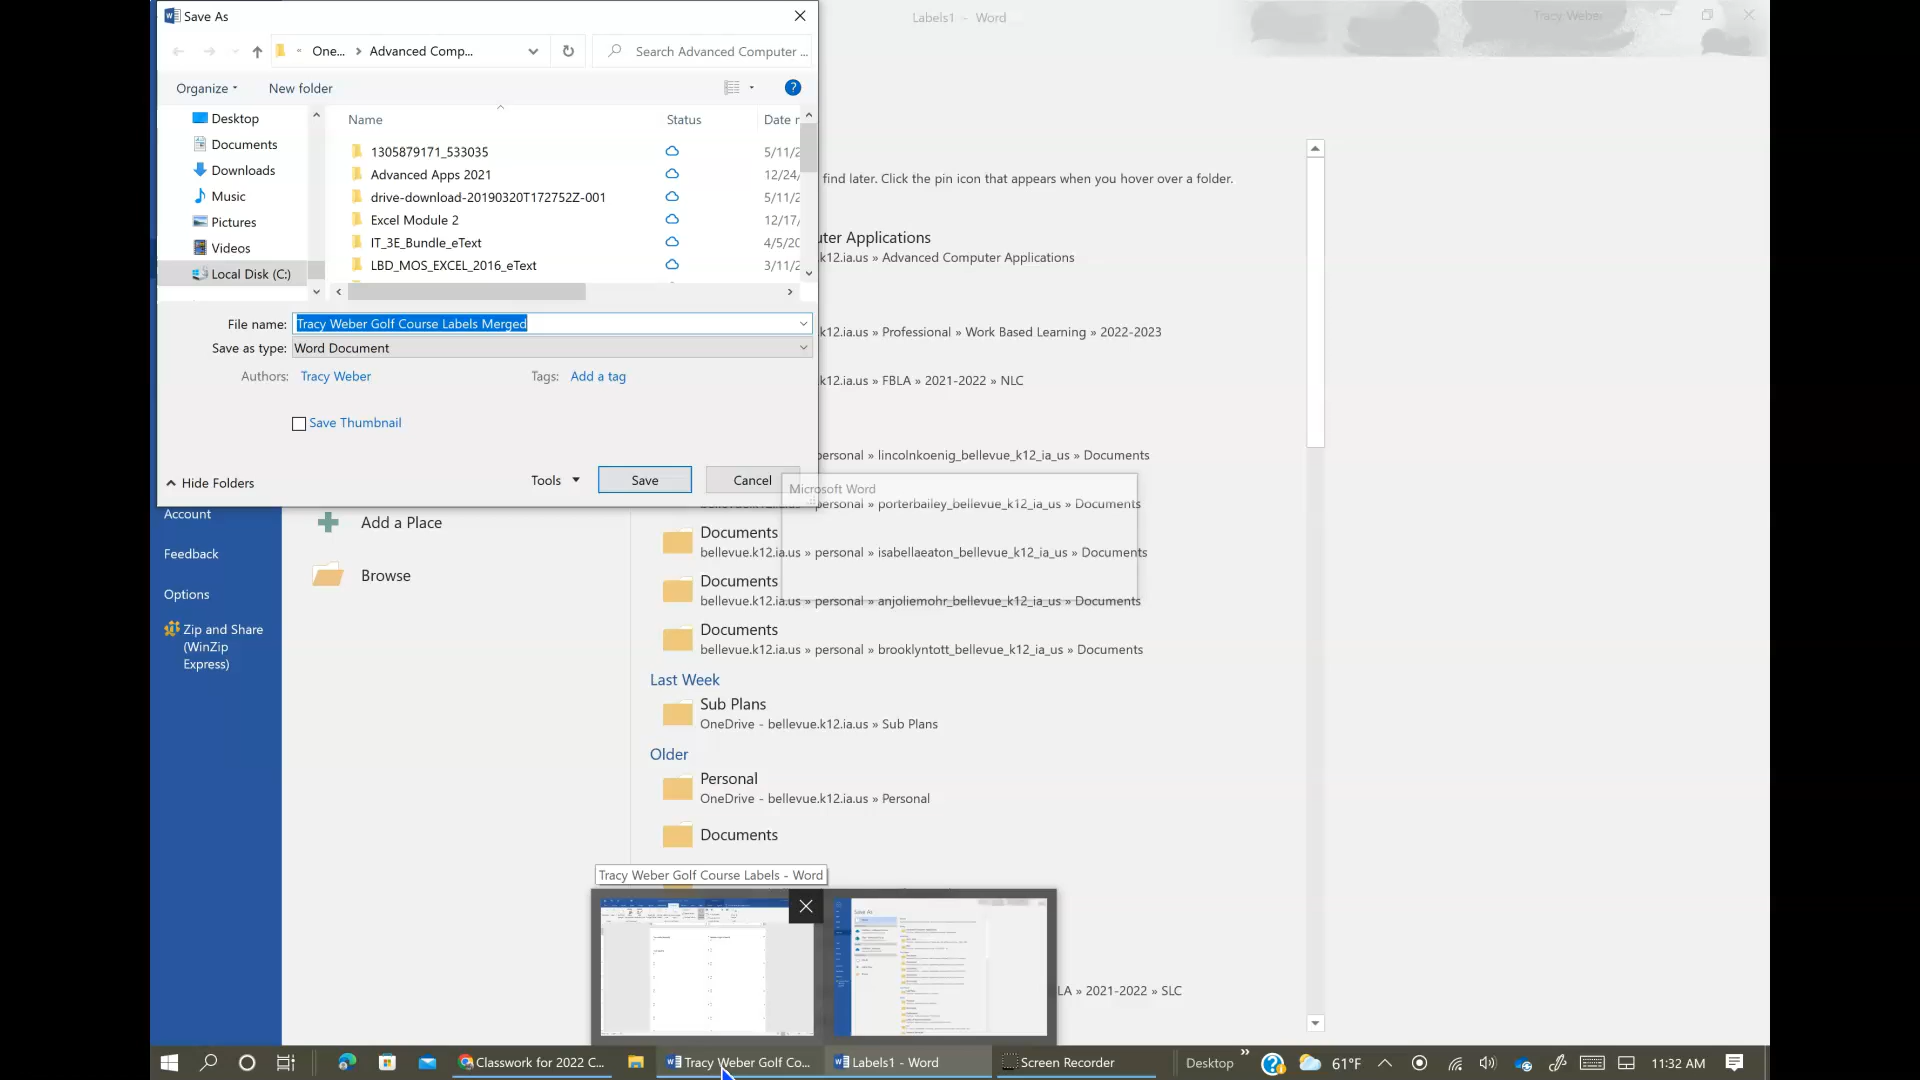 Save As
Labels1 - Word
Tracy Weber
One... Advanced Comp...
Search Advanced Computer ...
Organize
New folder
Desktop
Documents
Downloads
Music
Pictures
Videos
Local Disk (C:)
Name Status Date
1305879171_533035 5/11/2
Advanced Apps 2021 12/24/
drive-download-20190320T172752Z-001 5/11/2
Excel Module 2 12/17/
IT_3E_Bundle_eText 4/5/20
LBD_MOS_EXCEL_2016_eText 3/11/2
File name: Tracy Weber Golf Course Labels Merged
Save as type: Word Document
Authors: Tracy Weber
Tags: Add a tag
Save Thumbnail
Hide Folders
Tools
Save
Cancel
find later. Click the pin icon that appears when you hover over a folder.
uter Applications
k12.ia.us » Advanced Computer Applications
k12.ia.us » Professional » Work Based Learning » 2022-2023
k12.ia.us » FBLA » 2021-2022 » NLC
personal » lincolnkoenig_bellevue_k12_ia_us » Documents
Microsoft Word
bellevue.k12.ia.us » personal » porterbailey_bellevue_k12_ia_us » Documents
Documents
bellevue.k12.ia.us » personal » isabellaeaton_bellevue_k12_ia_us » Documents
Documents
bellevue.k12.ia.us » personal » anjoliemohr_bellevue_k12_ia_us » Documents
Documents
bellevue.k12.ia.us » personal » brooklyntott_bellevue_k12_ia_us » Documents
Last Week
Sub Plans
OneDrive - bellevue.k12.ia.us » Sub Plans
Older
Personal
OneDrive - bellevue.k12.ia.us » Personal
Documents
LA » 2021-2022 » SLC
Account
Feedback
Options
Zip and Share
(WinZip
Express)
Add a Place
Browse
Tracy Weber Golf Course Labels - Word
Save As
Classwork for 2022 C...
Tracy Weber Golf Co...
Labels1 - Word
Screen Recorder
Desktop
61°F
11:32 AM